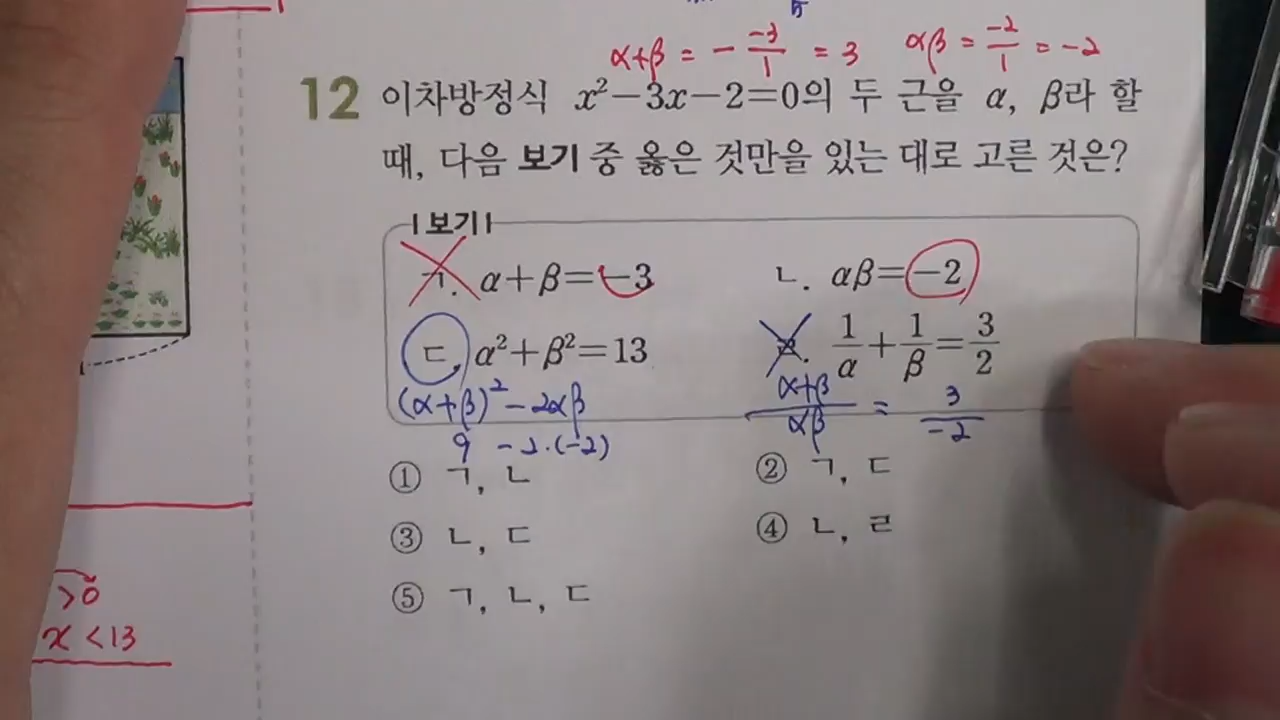 α+β = - -3/1 = 3 αβ = -2/1 = -2
12 이차방정식 x²-3x-2=0의 두 근을 α, β라 할
때, 다음 보기 중 옳은 것만을 있는 대로 고른 것은?
보기
ㄱ. α+β=-3 ㄴ. αβ=-2
ㄷ. α²+β²=13 ㄹ. 1/α+1/β=3/2
(α+β)²-2αβ α+β/αβ = 3/-2
9 -2·(-2)
① ㄱ, ㄴ ② ㄱ, ㄷ
③ ㄴ, ㄷ ④ ㄴ, ㄹ
⑤ ㄱ, ㄴ, ㄷ
>0
x <13